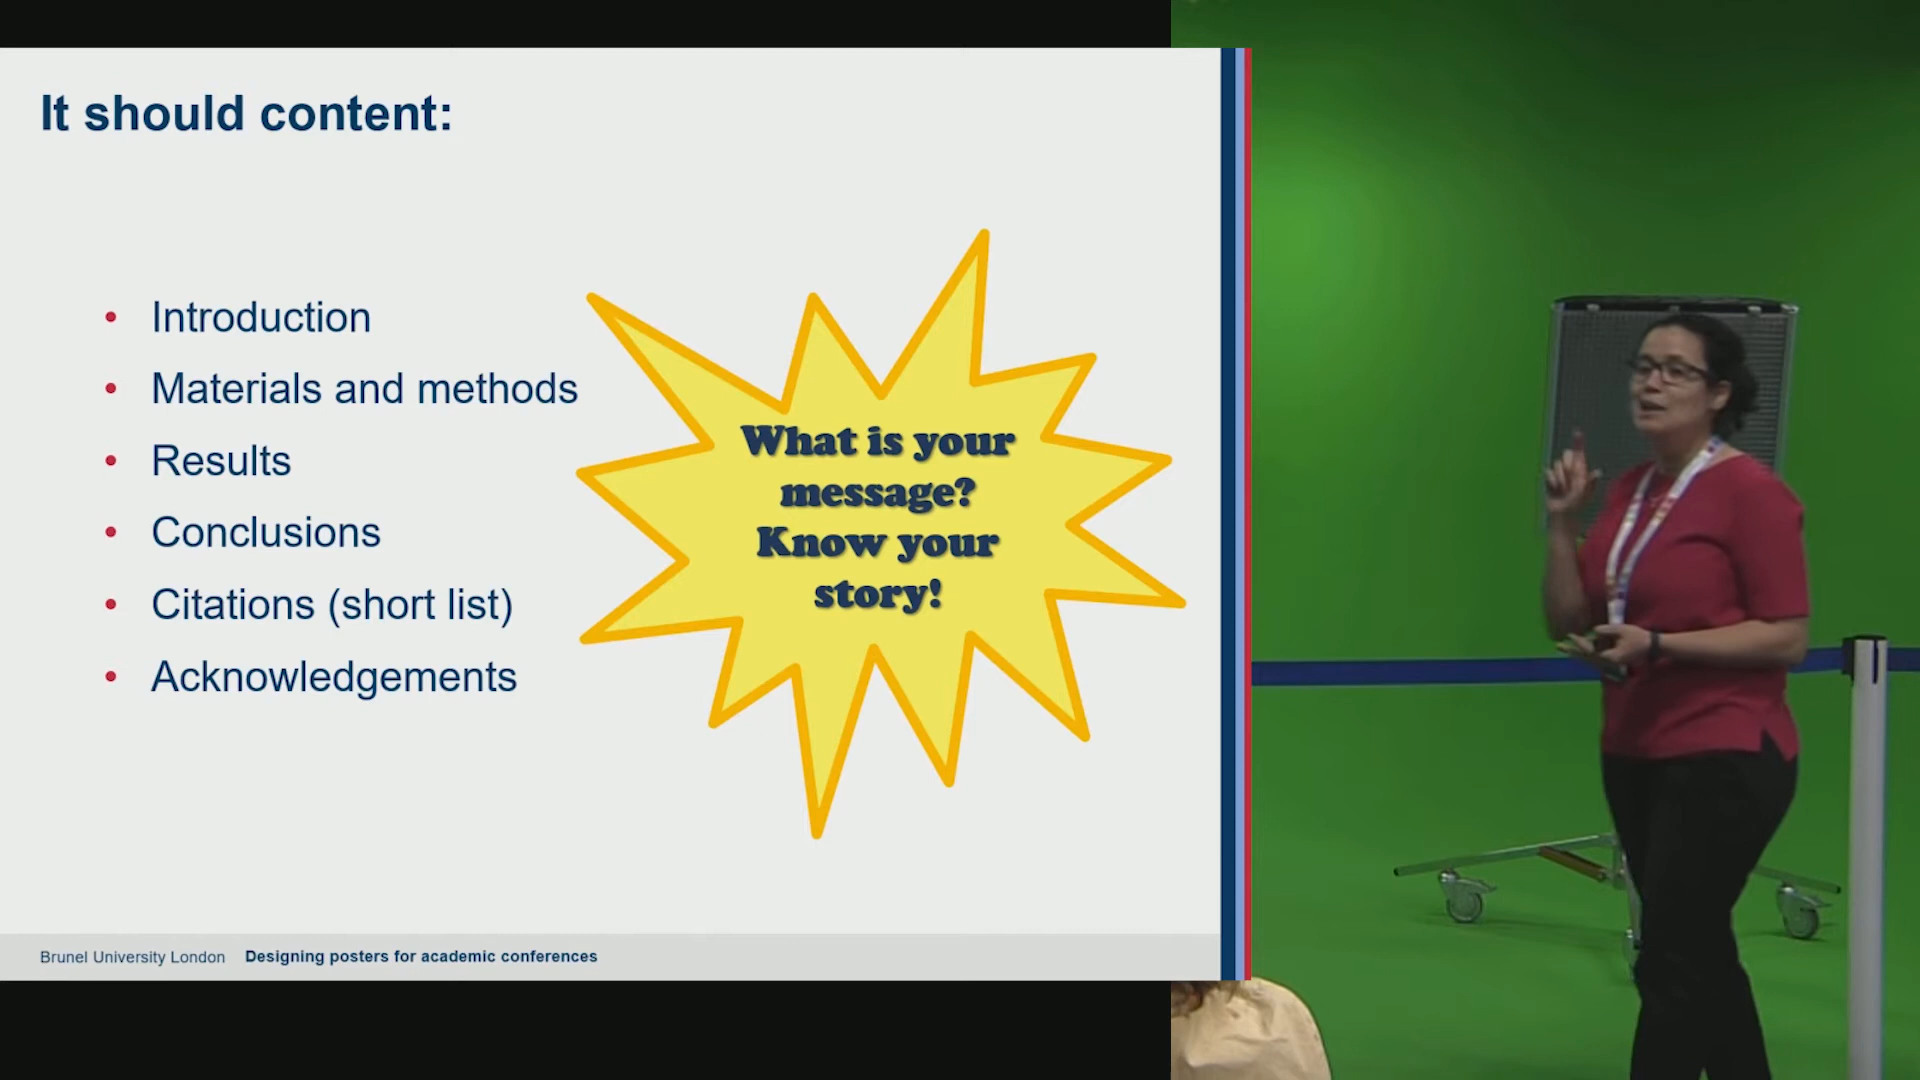 It should content:
• Introduction
• Materials and methods
• Results
• Conclusions
• Citations (short list)
• Acknowledgements
What is your
message?
Know your
story!
Brunel University London Designing posters for academic conferences